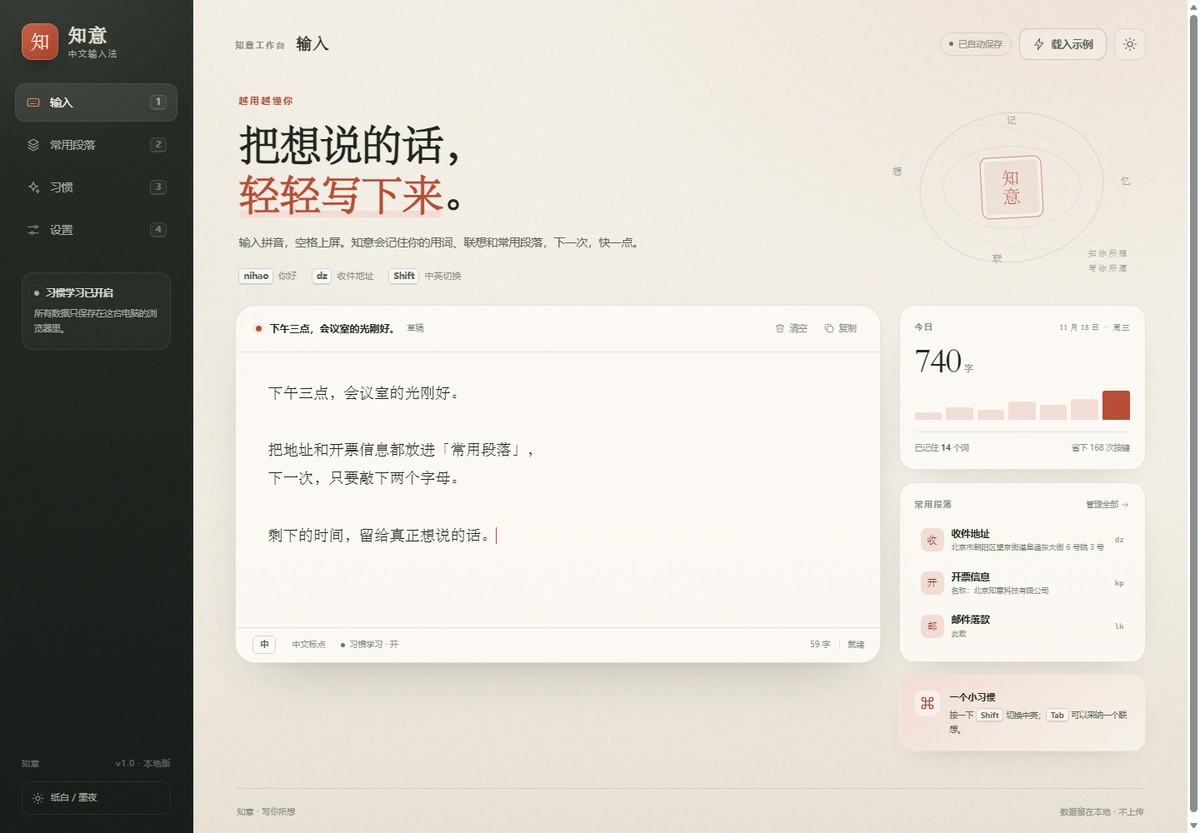 知
知意
中文输入法
输入 1
常用段落 2
习惯 3
设置 4
习惯学习已开启
所有数据只保存在这台电脑的浏
览器里。
知意 v1.0 · 本地版
纸白 / 墨夜
知意工作台 输入
已自动保存 载入示例
越用越懂你
把想说的话，
轻轻写下来。
输入拼音，空格上屏。知意会记住你的用词、联想和常用段落，下一次，快一点。
nihao 你好 dz 收件地址 Shift 中英切换
记
想
忆
联
知
意
知你所想
写你所愿
下午三点，会议室的光刚好。 草稿 清空 复制
下午三点，会议室的光刚好。
把地址和开票信息都放进「常用段落」，
下一次，只要敲下两个字母。
剩下的时间，留给真正想说的话。
中 中文标点 习惯学习 · 开 59 字 就绪
今日 11 月 18 日 · 周三
740 字
已记住 14 个词 省下 168 次按键
常用段落 管理全部 →
收 收件地址 dz
北京市朝阳区望京街道阜通东大街 6 号院 3 号
开 开票信息 kp
名称：北京知意科技有限公司
邮 邮件落款 lk
此致
一个小习惯
按一下 Shift 切换中英；Tab 可以采纳一个联
想。
知意 · 写你所想 数据留在本地 · 不上传